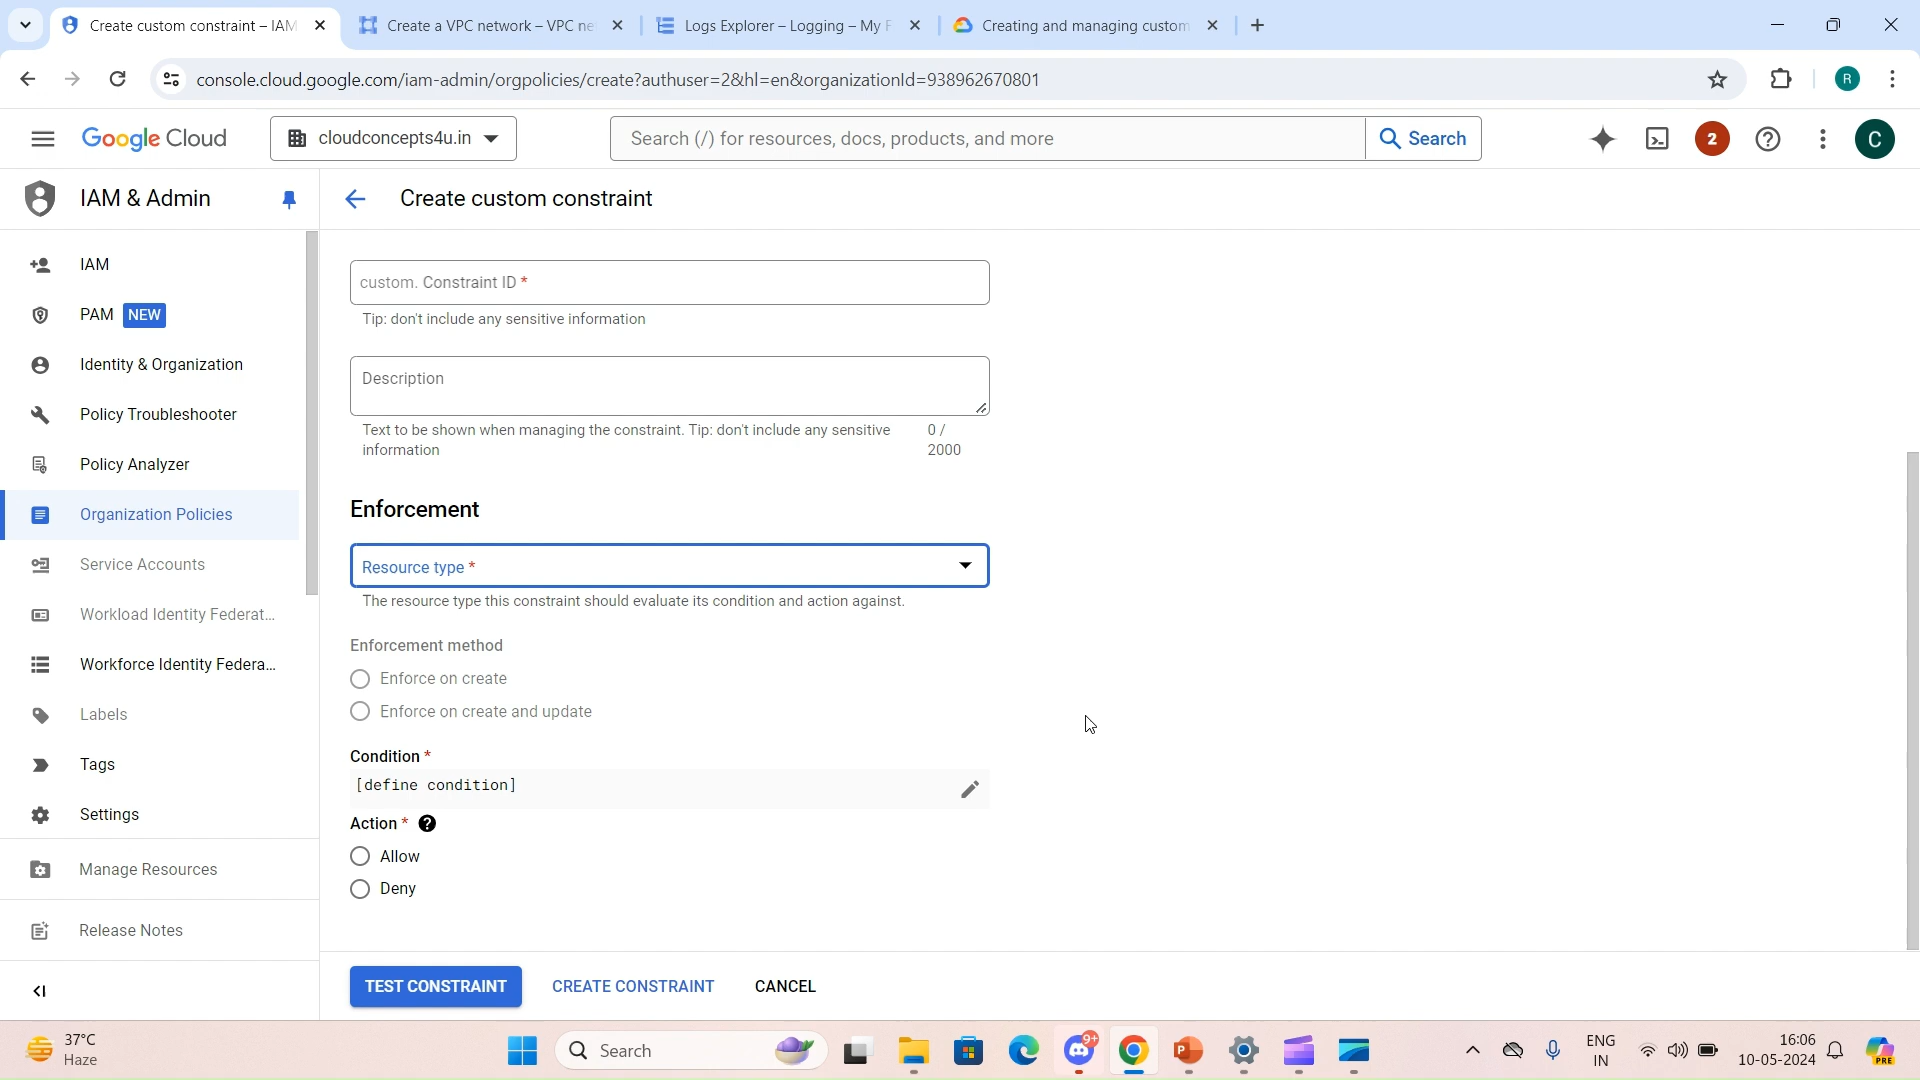 Create custom constraint – IAM
Create a VPC network – VPC ne
Logs Explorer – Logging – My F
Creating and managing custom
console.cloud.google.com/iam-admin/orgpolicies/create?authuser=2&hl=en&organizationId=938962670801
R
Google Cloud
cloudconcepts4u.in
Search (/) for resources, docs, products, and more
Search
2
C
IAM & Admin
Create custom constraint
IAM
PAM NEW
Identity & Organization
Policy Troubleshooter
Policy Analyzer
Organization Policies
Service Accounts
Workload Identity Federat...
Workforce Identity Federa...
Labels
Tags
Settings
Manage Resources
Release Notes
custom. Constraint ID *
Tip: don't include any sensitive information
Description
Text to be shown when managing the constraint. Tip: don't include any sensitive
information
0 /
2000
Enforcement
Resource type *
The resource type this constraint should evaluate its condition and action against.
Enforcement method
Enforce on create
Enforce on create and update
Condition *
[define condition]
Action *
Allow
Deny
TEST CONSTRAINT
CREATE CONSTRAINT
CANCEL
37°C
Haze
Search
9+
ENG
IN
16:06
10-05-2024
PRE